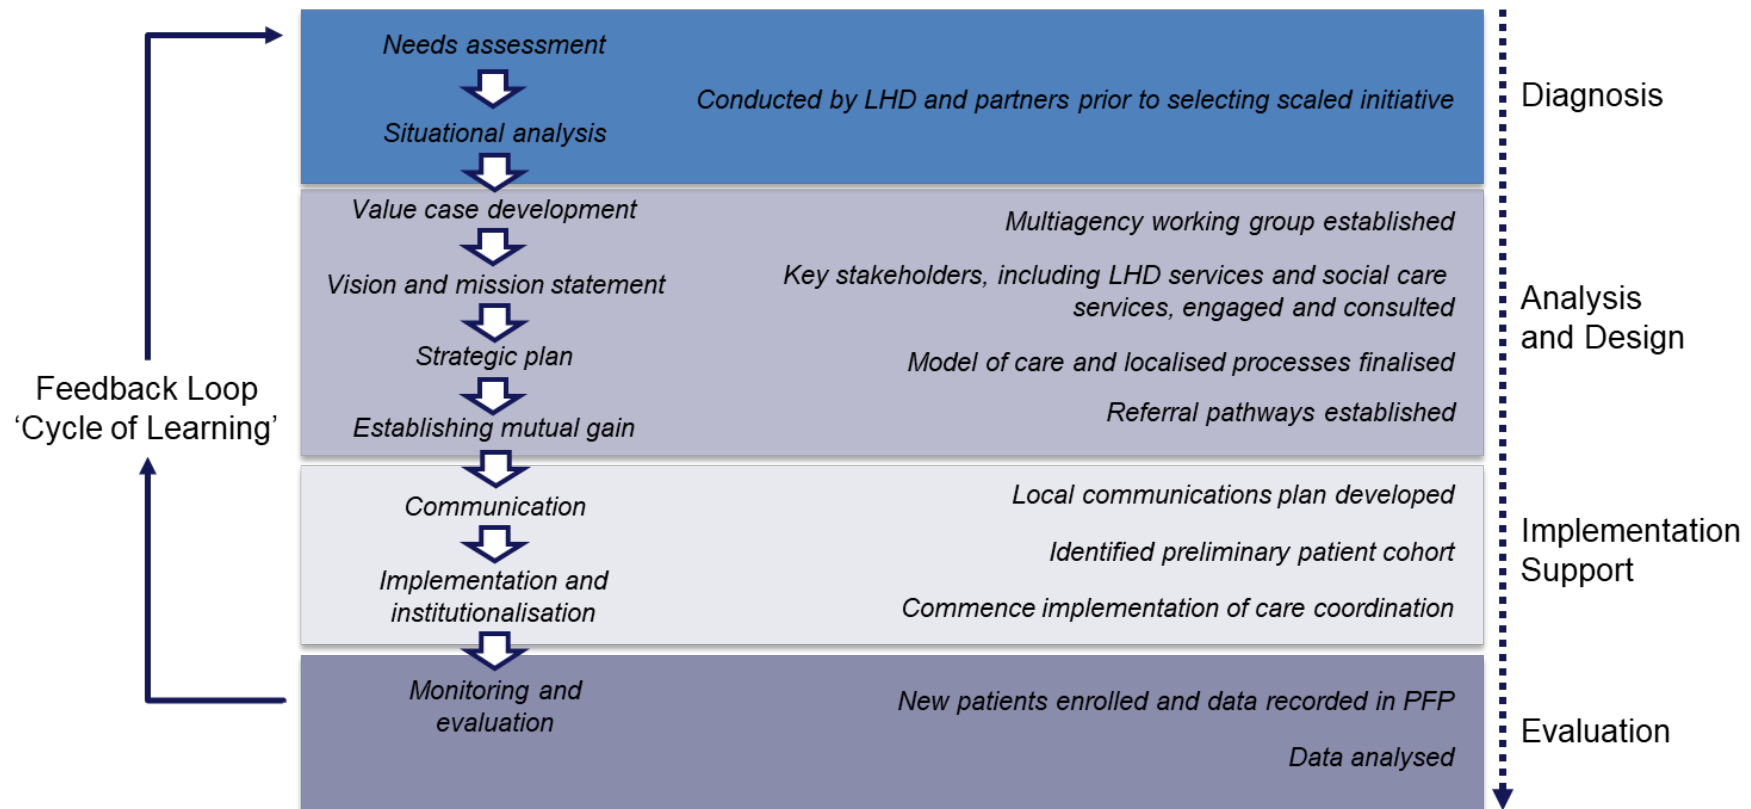 Needs assessment
Conducted by LHD and partners prior to selecting scaled initiative
Situational analysis
Diagnosis
Value case development
Multiagency working group established
Vision and mission statement
Key stakeholders, including LHD services and social care
services, engaged and consulted
Strategic plan
Model of care and localised processes finalised
Establishing mutual gain
Referral pathways established
Analysis
and Design
Feedback Loop
‘Cycle of Learning’
Communication
Local communications plan developed
Identified preliminary patient cohort
Implementation and
institutionalisation
Commence implementation of care coordination
Implementation
Support
Monitoring and
evaluation
New patients enrolled and data recorded in PFP
Data analysed
Evaluation